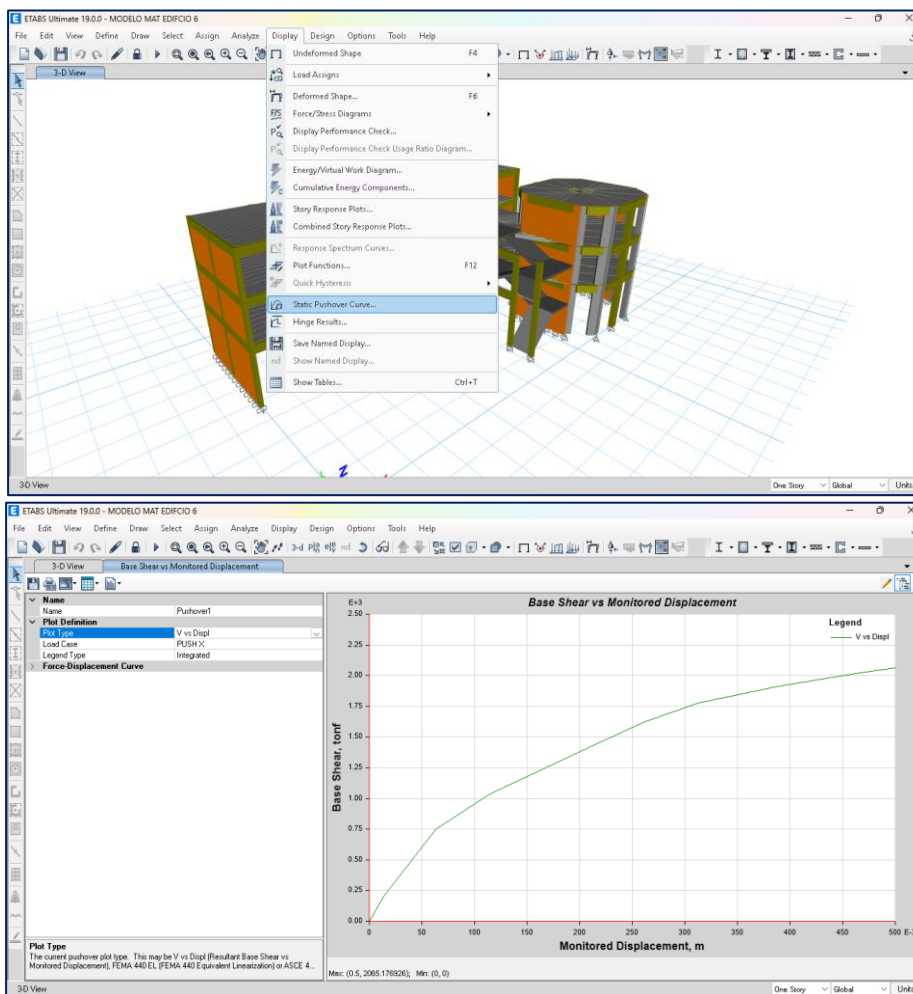 ETABS Ultimate 19.0.0 - MODELO MAT EDIFCIO 6
File Edit View Define Draw Select Assign Analyze Display Design Options Tools Help
3-D View
Undeformed Shape F4
Load Assigns
Deformed Shape... F6
Force/Stress Diagrams
Display Performance Check...
Display Performance Check Usage Ratio Diagram...
Energy/Virtual Work Diagram...
Cumulative Energy Components...
Story Response Plots...
Combined Story Response Plots...
Response Spectrum Curves...
Plot Functions... F12
Quick Hysteresis
Static Pushover Curve...
Hinge Results...
Save Named Display...
nd Show Named Display...
Show Tables... Ctrl+T
Z
3-D View One Story Global Units
ETABS Ultimate 19.0.0 - MODELO MAT EDIFCIO 6
File Edit View Define Draw Select Assign Analyze Display Design Options Tools Help
3-d nd
3-D View Base Shear vs Monitored Displacement
Name
Name Pushover1
Plot Definition
Plot Type V vs Displ
Load Case PUSH X
Legend Type Integrated
Force-Displacement Curve
Plot Type
The current pushover plot type. This may be V vs Displ [Resultant Base Shear vs
Monitored Displacement], FEMA 440 EL (FEMA 440 Equivalent Linearization) or ASCE 4...
Base Shear vs Monitored Displacement
E+3
2.50
2.25
2.00
1.75
1.50
1.25
1.00
0.75
0.50
0.25
0.00
Base Shear, tonf
Legend
V vs Displ
0 50 100 150 200 250 300 350 400 450 500 E-3
Monitored Displacement, m
Max: (0.5, 2065.176926); Min: (0, 0)
3-D View One Story Global Units